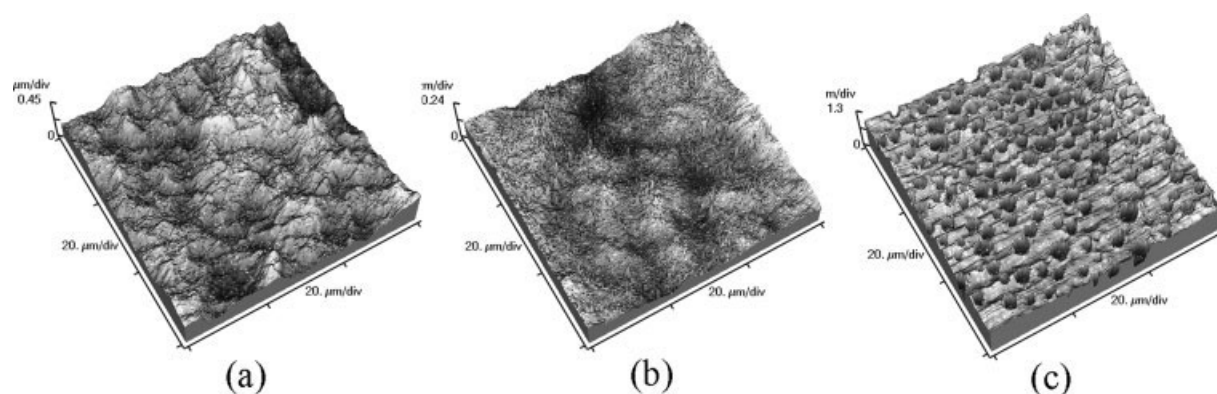 μm/div
0.45
0
20. μm/div
20. μm/div
(a)
m/div
0.24
0
20. μm/div
20. μm/div
(b)
m/div
1.3
0
20. μm/div
20. μm/div
(c)